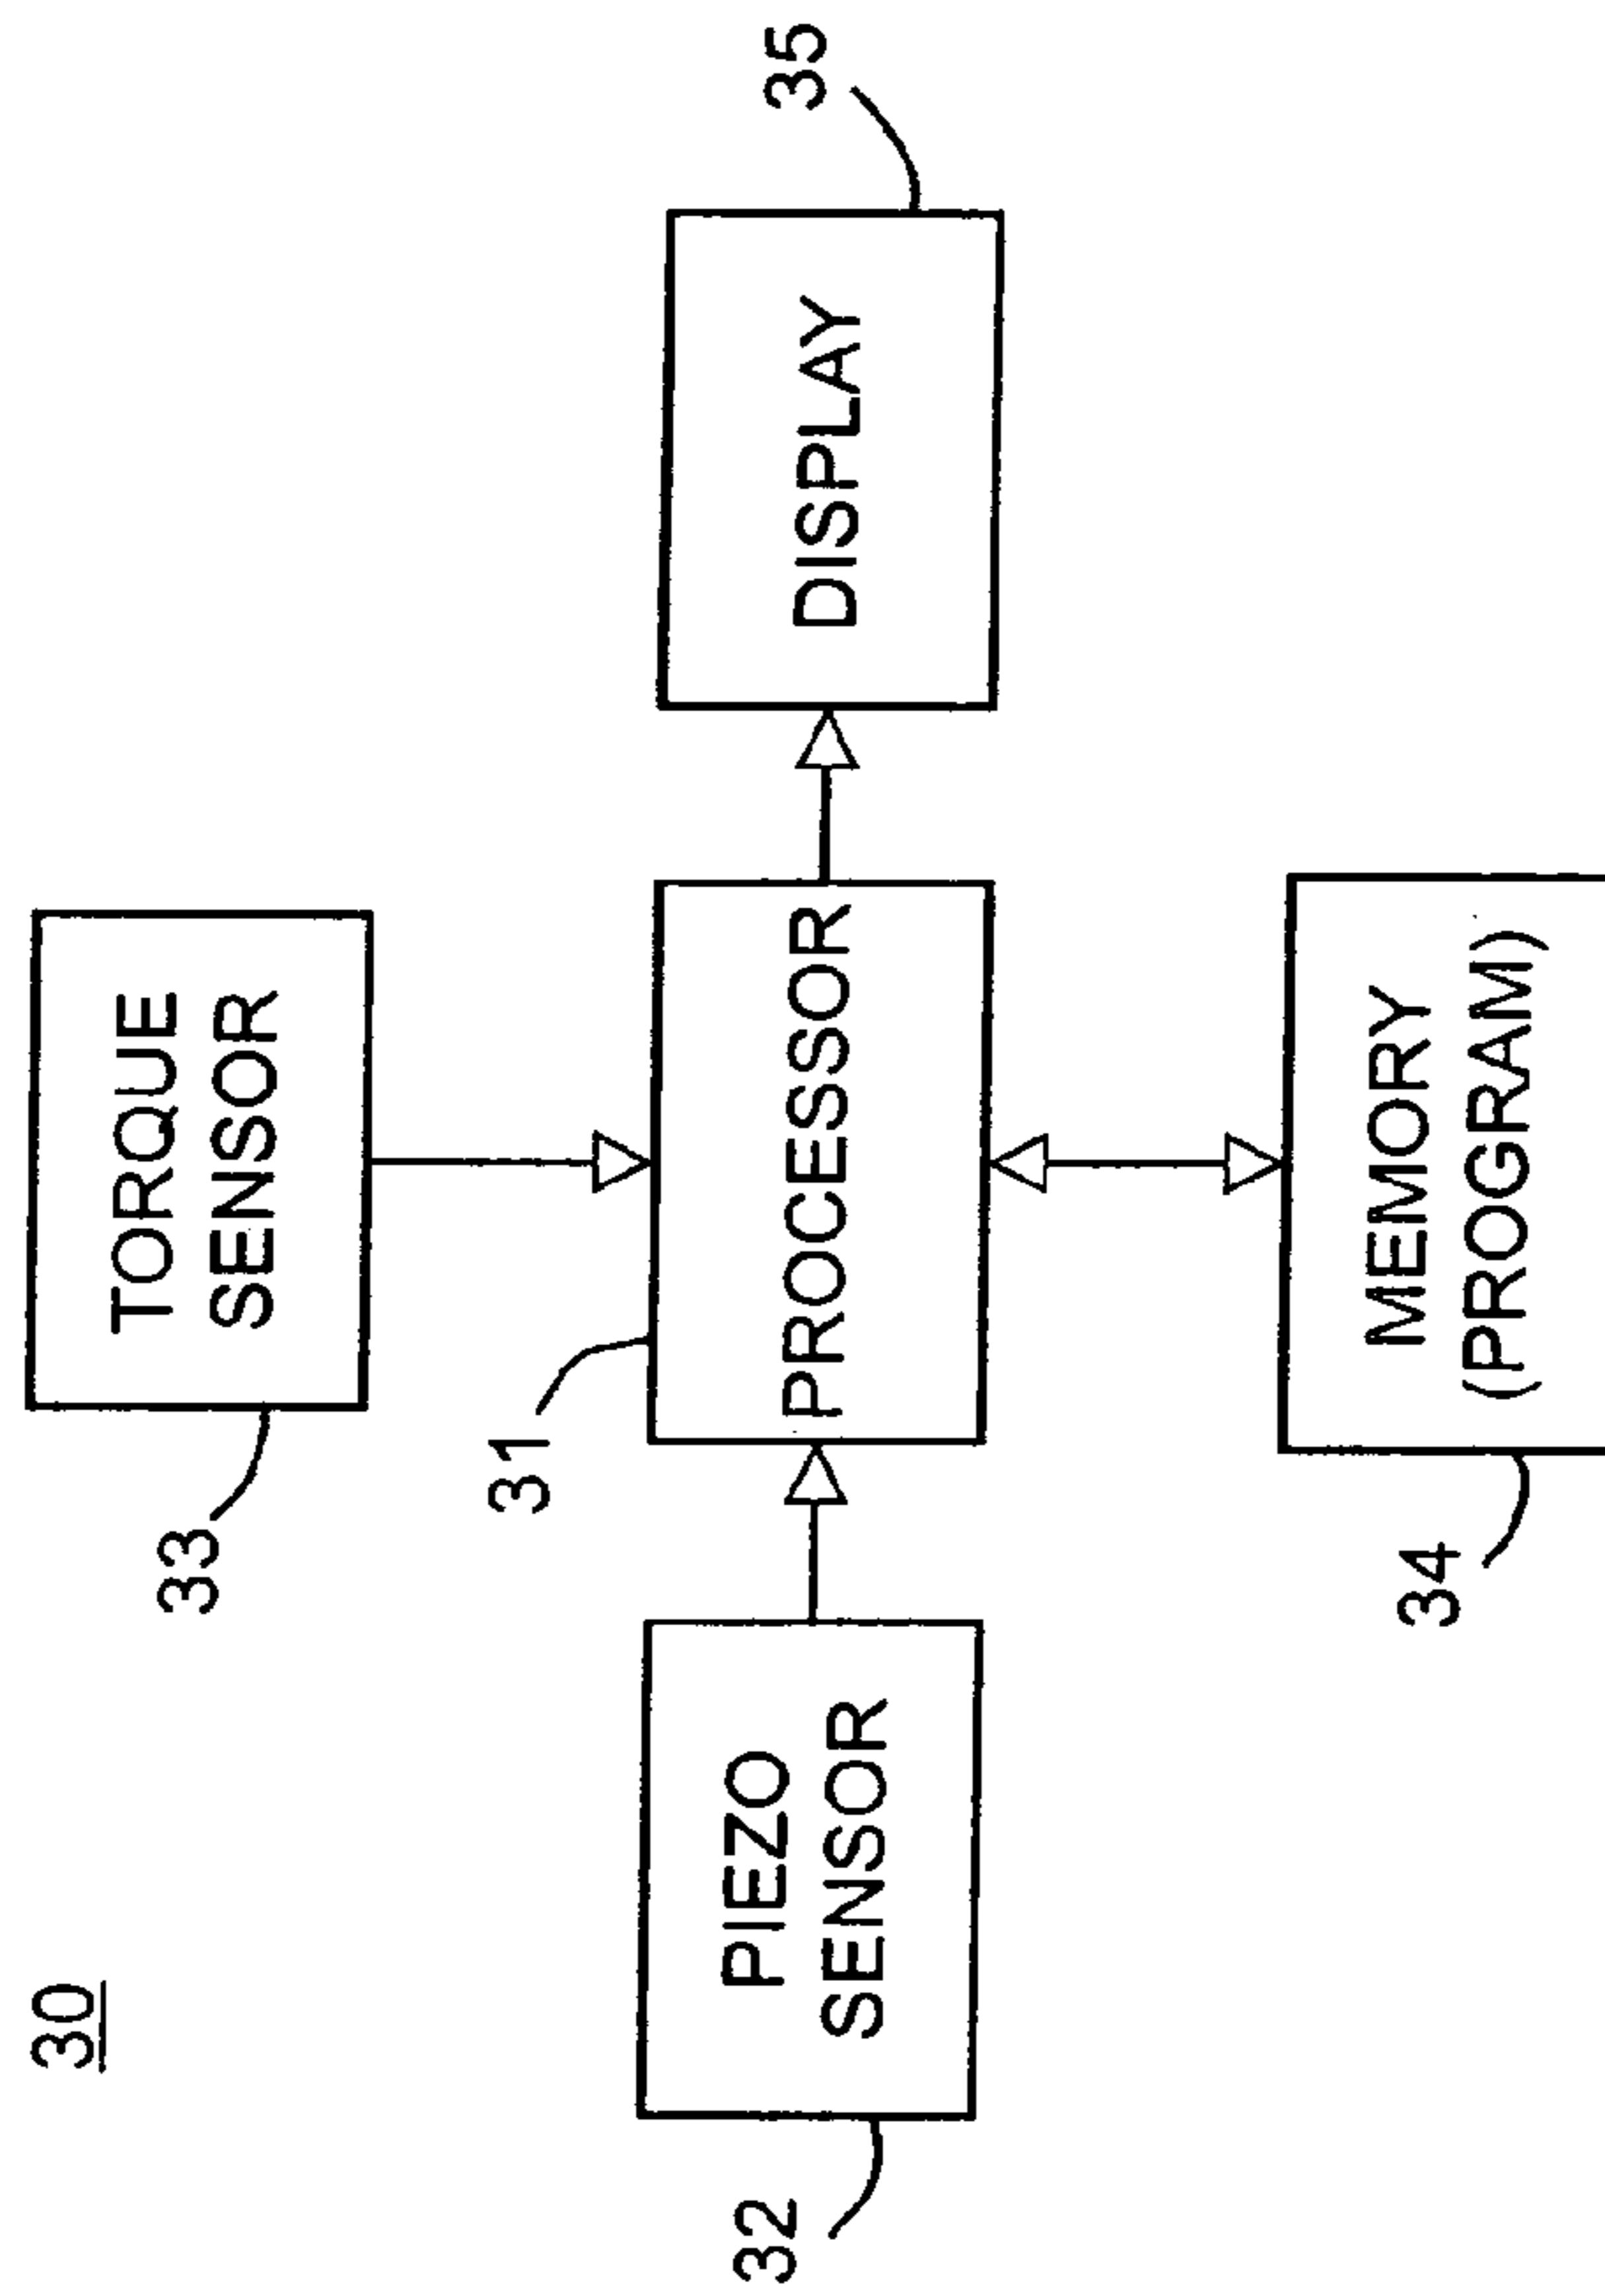 30
33
TORQUE
SENSOR
32
PIEZO
SENSOR
31
PROCESSOR
DISPLAY
35
34
MEMORY
(PROGRAM)